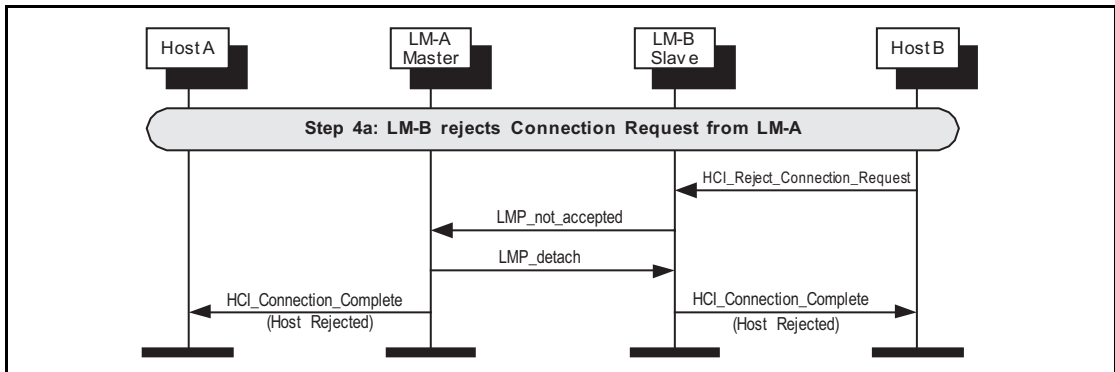 Host A
LM-A
Master
LM-B
Slave
Host B
Step 4a: LM-B rejects Connection Request from LM-A
HCI_Reject_Connection_Request
LMP_not_accepted
LMP_detach
HCI_Connection_Complete
(Host Rejected)
HCI_Connection_Complete
(Host Rejected)